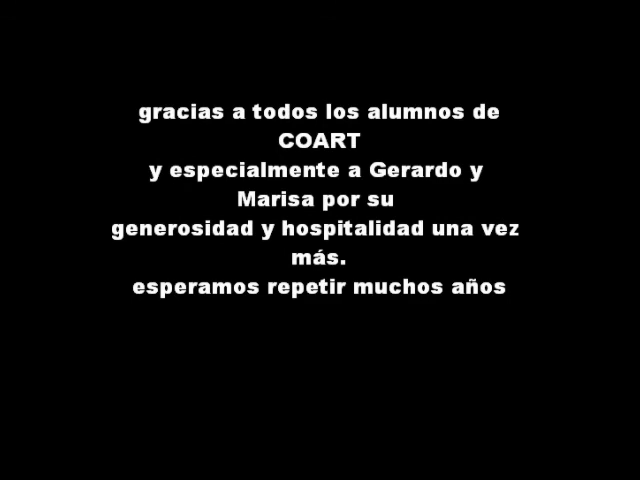 gracias a todos los alumnos de
COART
y especialmente a Gerardo y
Marisa por su
generosidad y hospitalidad una vez
más.
esperamos repetir muchos años